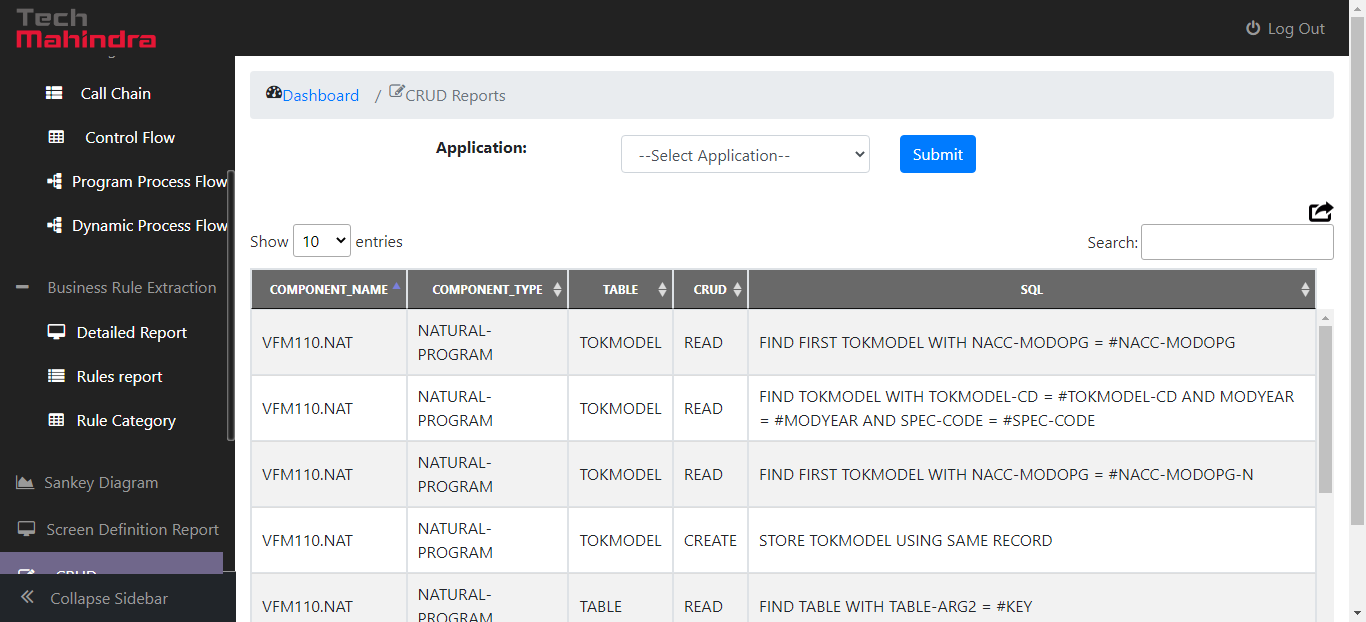 Tech
Mahindra
Log Out
Call Chain
Control Flow
Program Process Flow
Dynamic Process Flow
Business Rule Extraction
Detailed Report
Rules report
Rule Category
Sankey Diagram
Screen Definition Report
CRUD
Collapse Sidebar
Dashboard / CRUD Reports
Application: --Select Application-- Submit
Show 10 entries Search:
COMPONENT_NAME COMPONENT_TYPE TABLE CRUD SQL
VFM110.NAT NATURAL-PROGRAM TOKMODEL READ FIND FIRST TOKMODEL WITH NACC-MODOPG = #NACC-MODOPG
VFM110.NAT NATURAL-PROGRAM TOKMODEL READ FIND TOKMODEL WITH TOKMODEL-CD = #TOKMODEL-CD AND MODYEAR = #MODYEAR AND SPEC-CODE = #SPEC-CODE
VFM110.NAT NATURAL-PROGRAM TOKMODEL READ FIND FIRST TOKMODEL WITH NACC-MODOPG = #NACC-MODOPG-N
VFM110.NAT NATURAL-PROGRAM TOKMODEL CREATE STORE TOKMODEL USING SAME RECORD
VFM110.NAT NATURAL-PROGRAM TABLE READ FIND TABLE WITH TABLE-ARG2 = #KEY